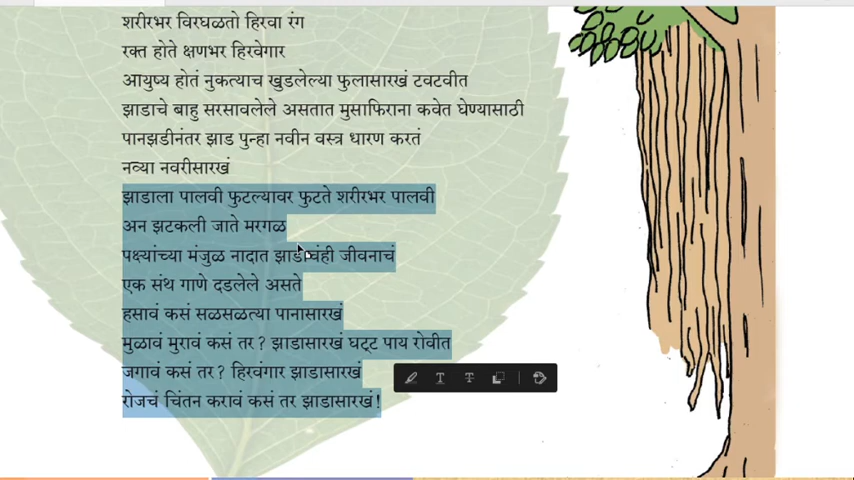 शरीरभर विरघळतो हिरवा रंग
रक्त होते क्षणभर हिरवेगार
आयुष्य होतं नुकत्याच खुडलेल्या फुलासारखं टवटवीत
झाडाचे बाहु सरसावलेले असतात मुसाफिराना कवेत घेण्यासाठी
पानझडीनंतर झाड पुन्हा नवीन वस्त्र धारण करतं
नव्या नवरीसारखं
झाडाला पालवी फुटल्यावर फुटते शरीरभर पालवी
अन झटकली जाते मरगळ
पक्ष्यांच्या मंजुळ नादात जीवनाचं
एक संथ गाणे दडलेले असते
हसावं कसं सळसळत्या पानासारखं
मुळावं मुरावं कसं तर? झाडासारखं घट्ट पाय रोवीत
जगावं कसं तर? हिरवंगार झाडासारखं
रोजचं चिंतन करावं कसं तर झाडासारखं!